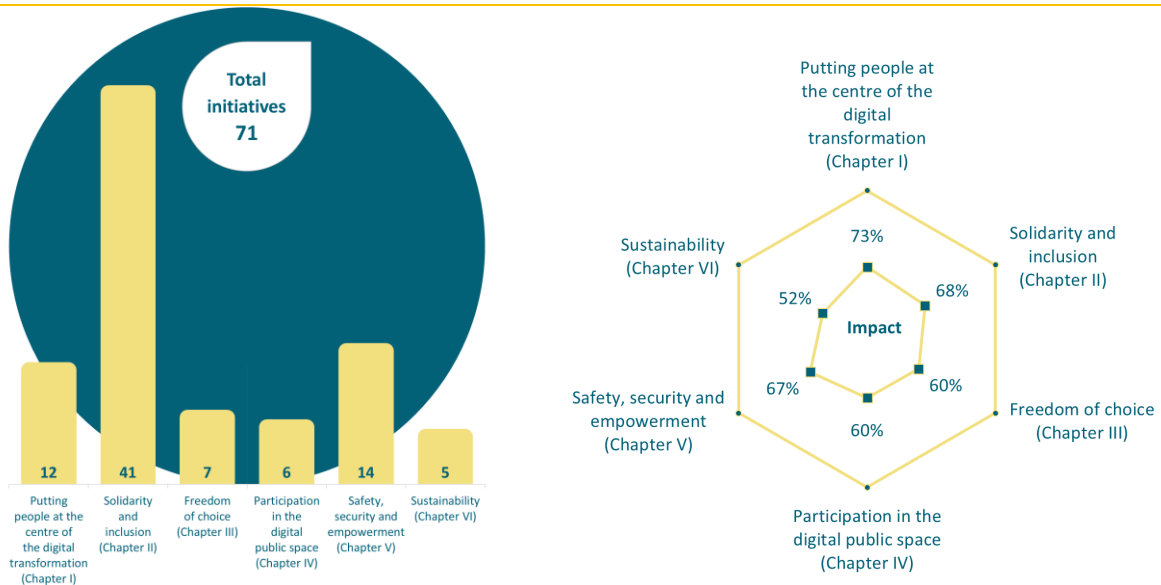 Total
initiatives
71
12
41
7
6
14
5
Putting
people at the
centre of
the digital
transformation
(Chapter I)
Solidarity
and
inclusion
(Chapter II)
Freedom
of choice
(Chapter III)
Participation
in the
digital
public space
(Chapter IV)
Safety,
security and
empowerment
(Chapter V)
Sustainability
(Chapter VI)
Putting people at
the centre of the
digital
transformation
(Chapter I)
Solidarity and
inclusion
(Chapter II)
Freedom of choice
(Chapter III)
Participation in the
digital public space
(Chapter IV)
Safety, security and
empowerment
(Chapter V)
Sustainability
(Chapter VI)
73%
68%
60%
60%
67%
52%
Impact